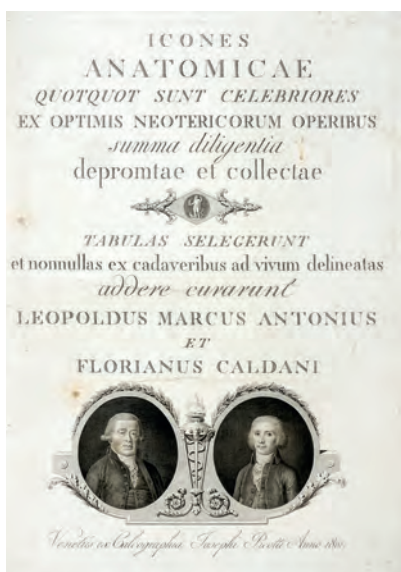 ICONES
ANATOMICAE
QUOTQUOT SUNT CELEBRIORES
EX OPTIMIS NEOTERICORUM OPERIBUS
summa diligentia
depromtae et collectae
TABULAS SELEGERUNT
et nonnullas ex cadaveribus ad vivum delineatas
addere curarunt
LEOPOLDUS MARCUS ANTONIUS
ET
FLORIANUS CALDANI
Venetiis ex Calcographia Josephi Picotti Anno